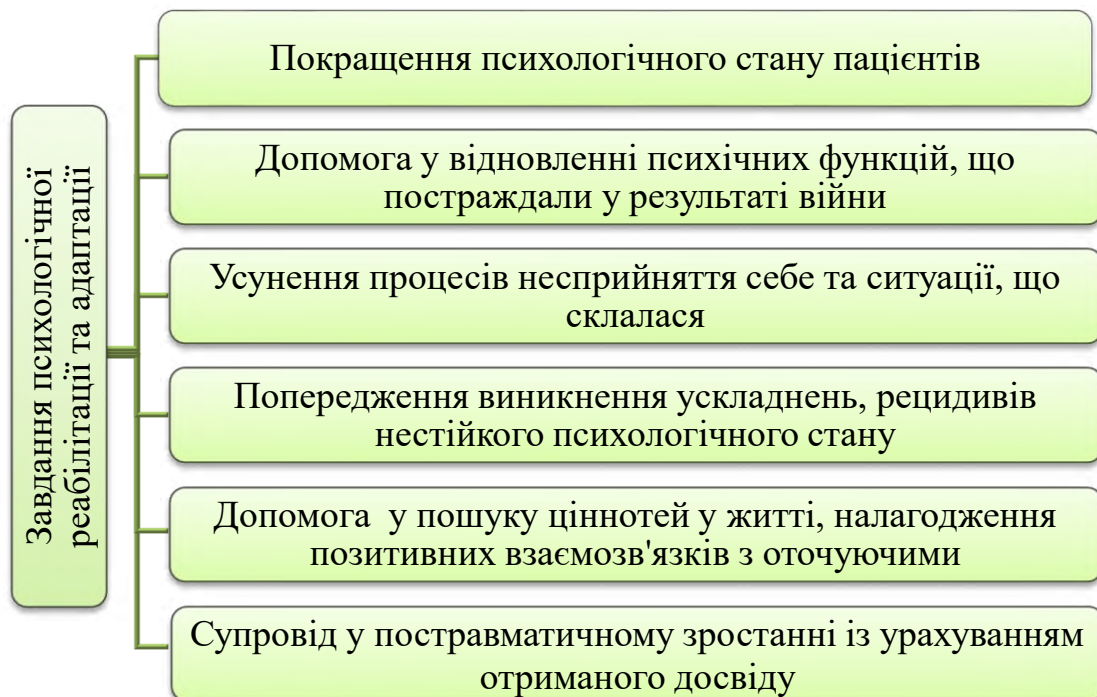 Завдання психологічної
реабілітації та адаптації
Покращення психологічного стану пацієнтів
Допомога у відновленні психічних функцій, що
постраждали у результаті війни
Усунення процесів несприйняття себе та ситуації, що
склалася
Попередження виникнення ускладнень, рецидивів
нестійкого психологічного стану
Допомога  у пошуку ціннотей у житті, налагодження
позитивних взаємозв'язків з оточуючими
Супровід у постравматичному зростанні із урахуванням
отриманого досвіду